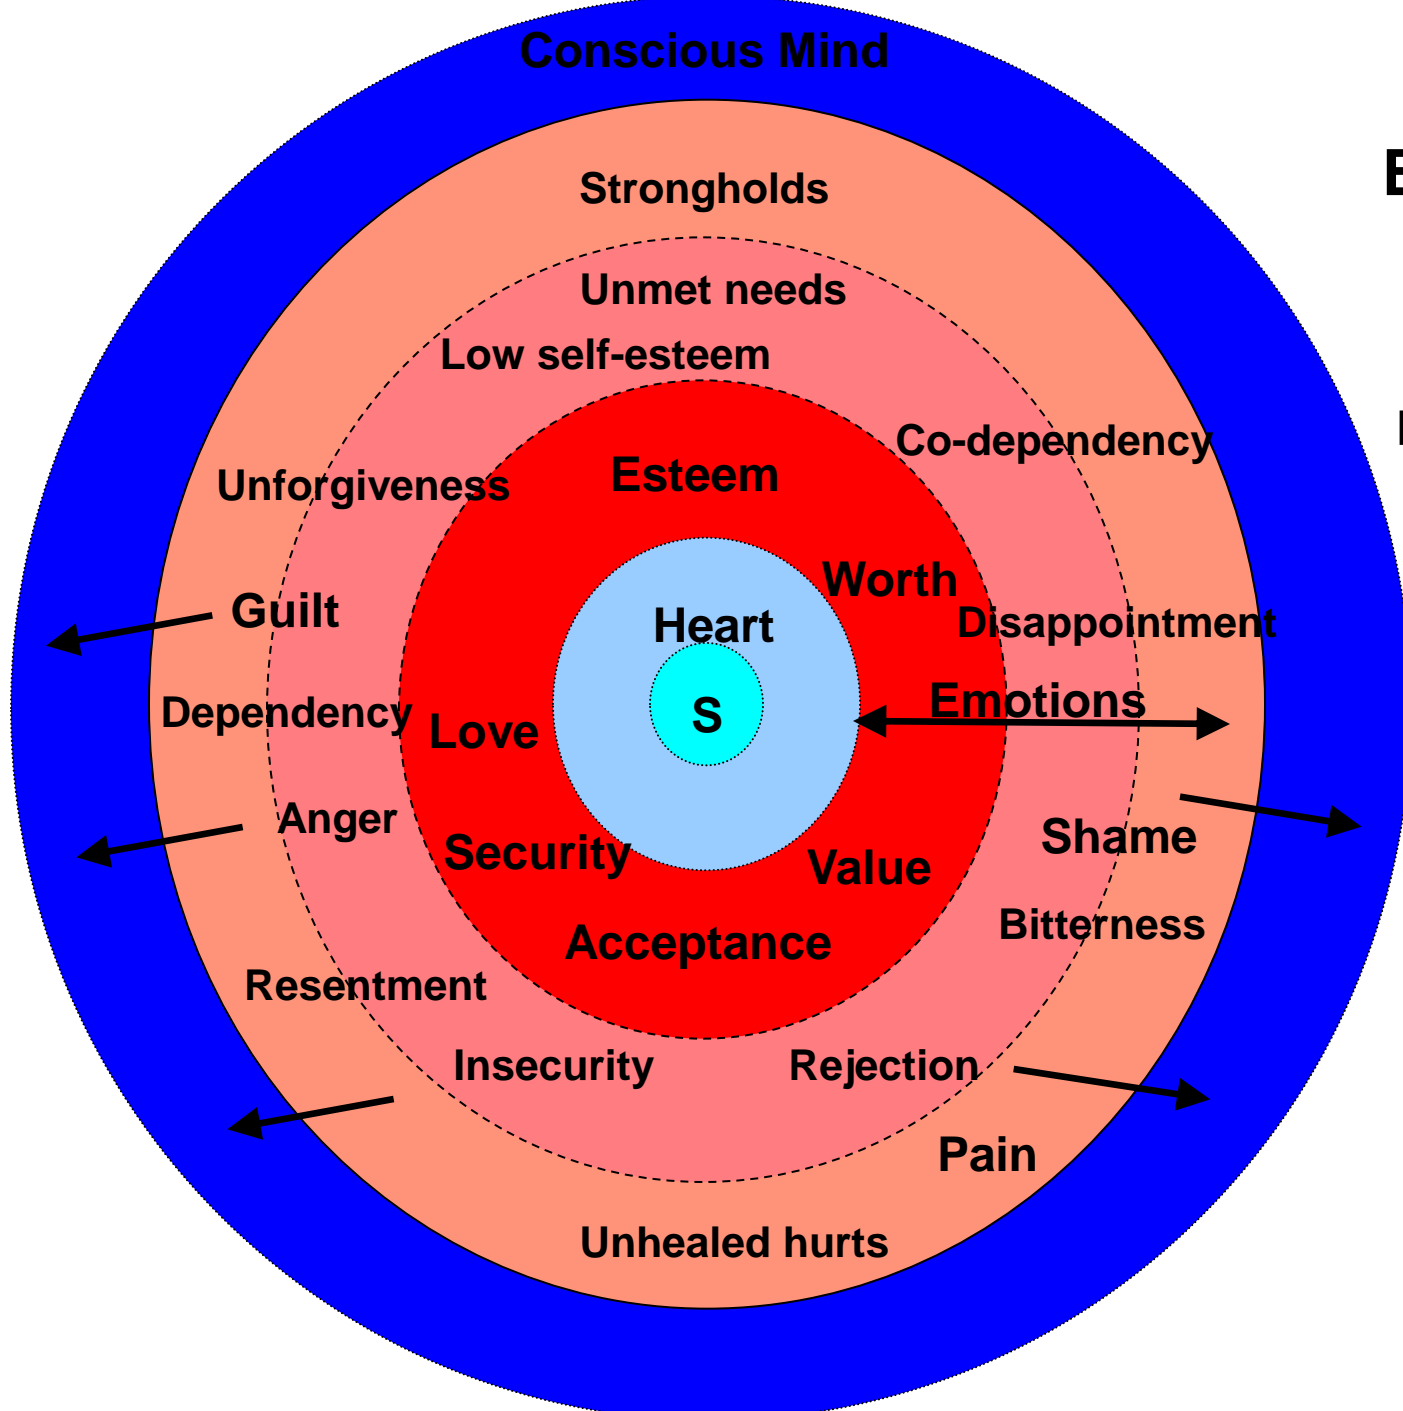 Conscious Mind
Strongholds
Unmet needs
Low self-esteem
Co-dependency
Esteem
Unforgiveness
Worth
Guilt
Heart
Disappointment
Emotions
Dependency
Love
S
Anger
Shame
Security
Value
Bitterness
Acceptance
Resentment
Insecurity
Rejection
Pain
Unhealed hurts